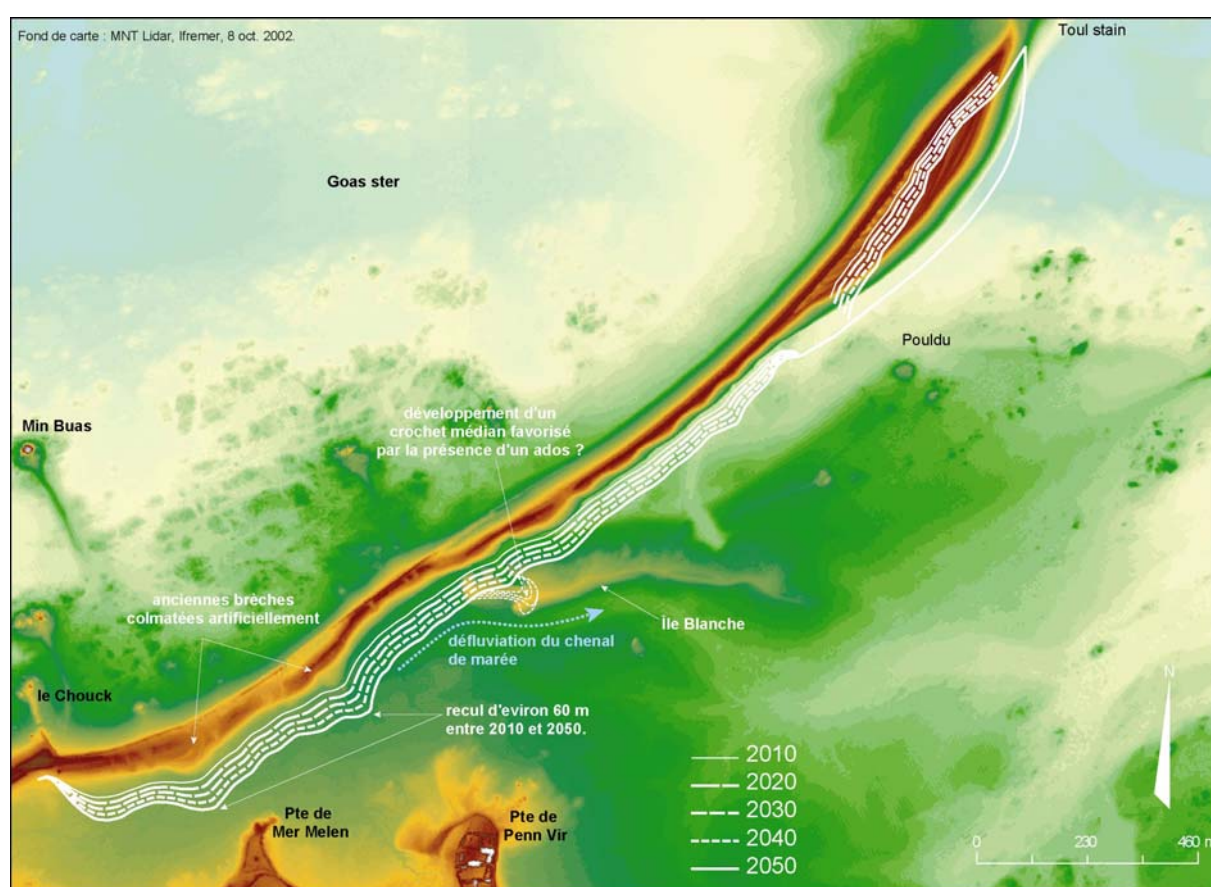 Fond de carte : MNT Lidar, Ifremer, 8 oct. 2002.
Toul stain
Goas ster
Pouldu
Min Buas
développement d'un
crochet médian favorisé
par la présence d'un ados ?
anciennes brèches
colmatées artificiellement
Île Blanche
défluviation du chenal
de marée
le Chouck
recul d'eviron 60 m
entre 2010 et 2050.
Pte de
Mer Melen
Pte de
Penn Vir
2010
2020
2030
2040
2050
N
0 230 460 m